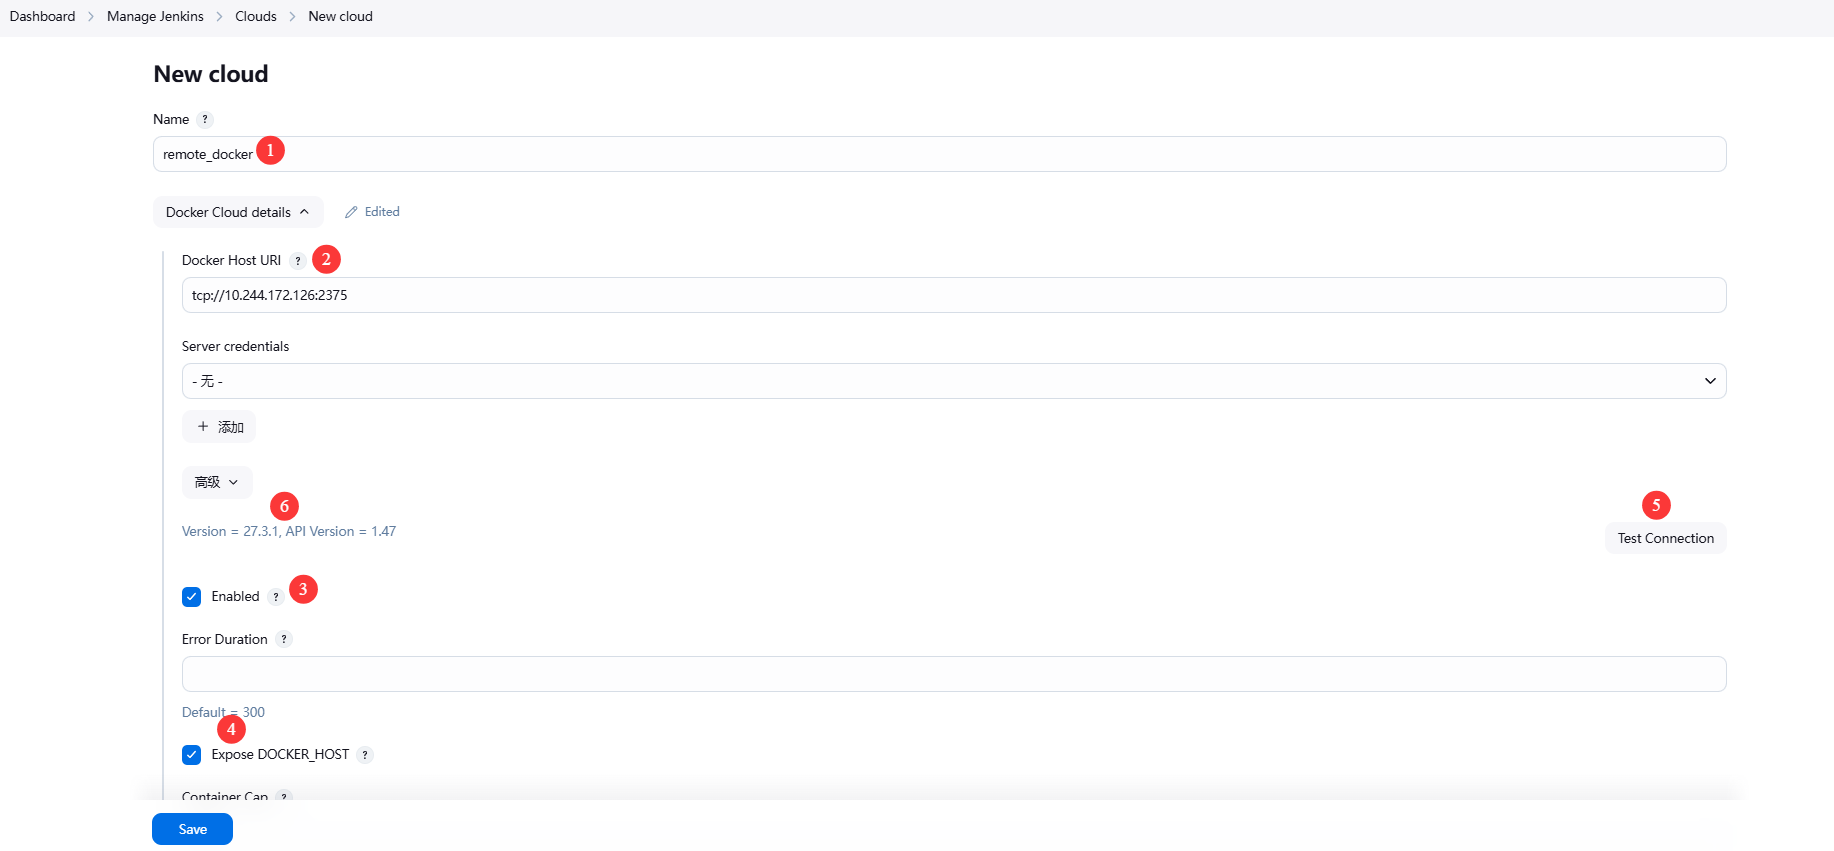 Dashboard > Manage Jenkins > Clouds > New cloud
New cloud
Name ?
remote_docker 1
Docker Cloud details Edited
Docker Host URI ? 2
tcp://10.244.172.126:2375
Server credentials
- 无 -
+ 添加
高级
6 5
Version = 27.3.1, API Version = 1.47
Test Connection
Enabled ? 3
Error Duration ?
Default = 300
4
Expose DOCKER_HOST ?
Container Cap ?
Save